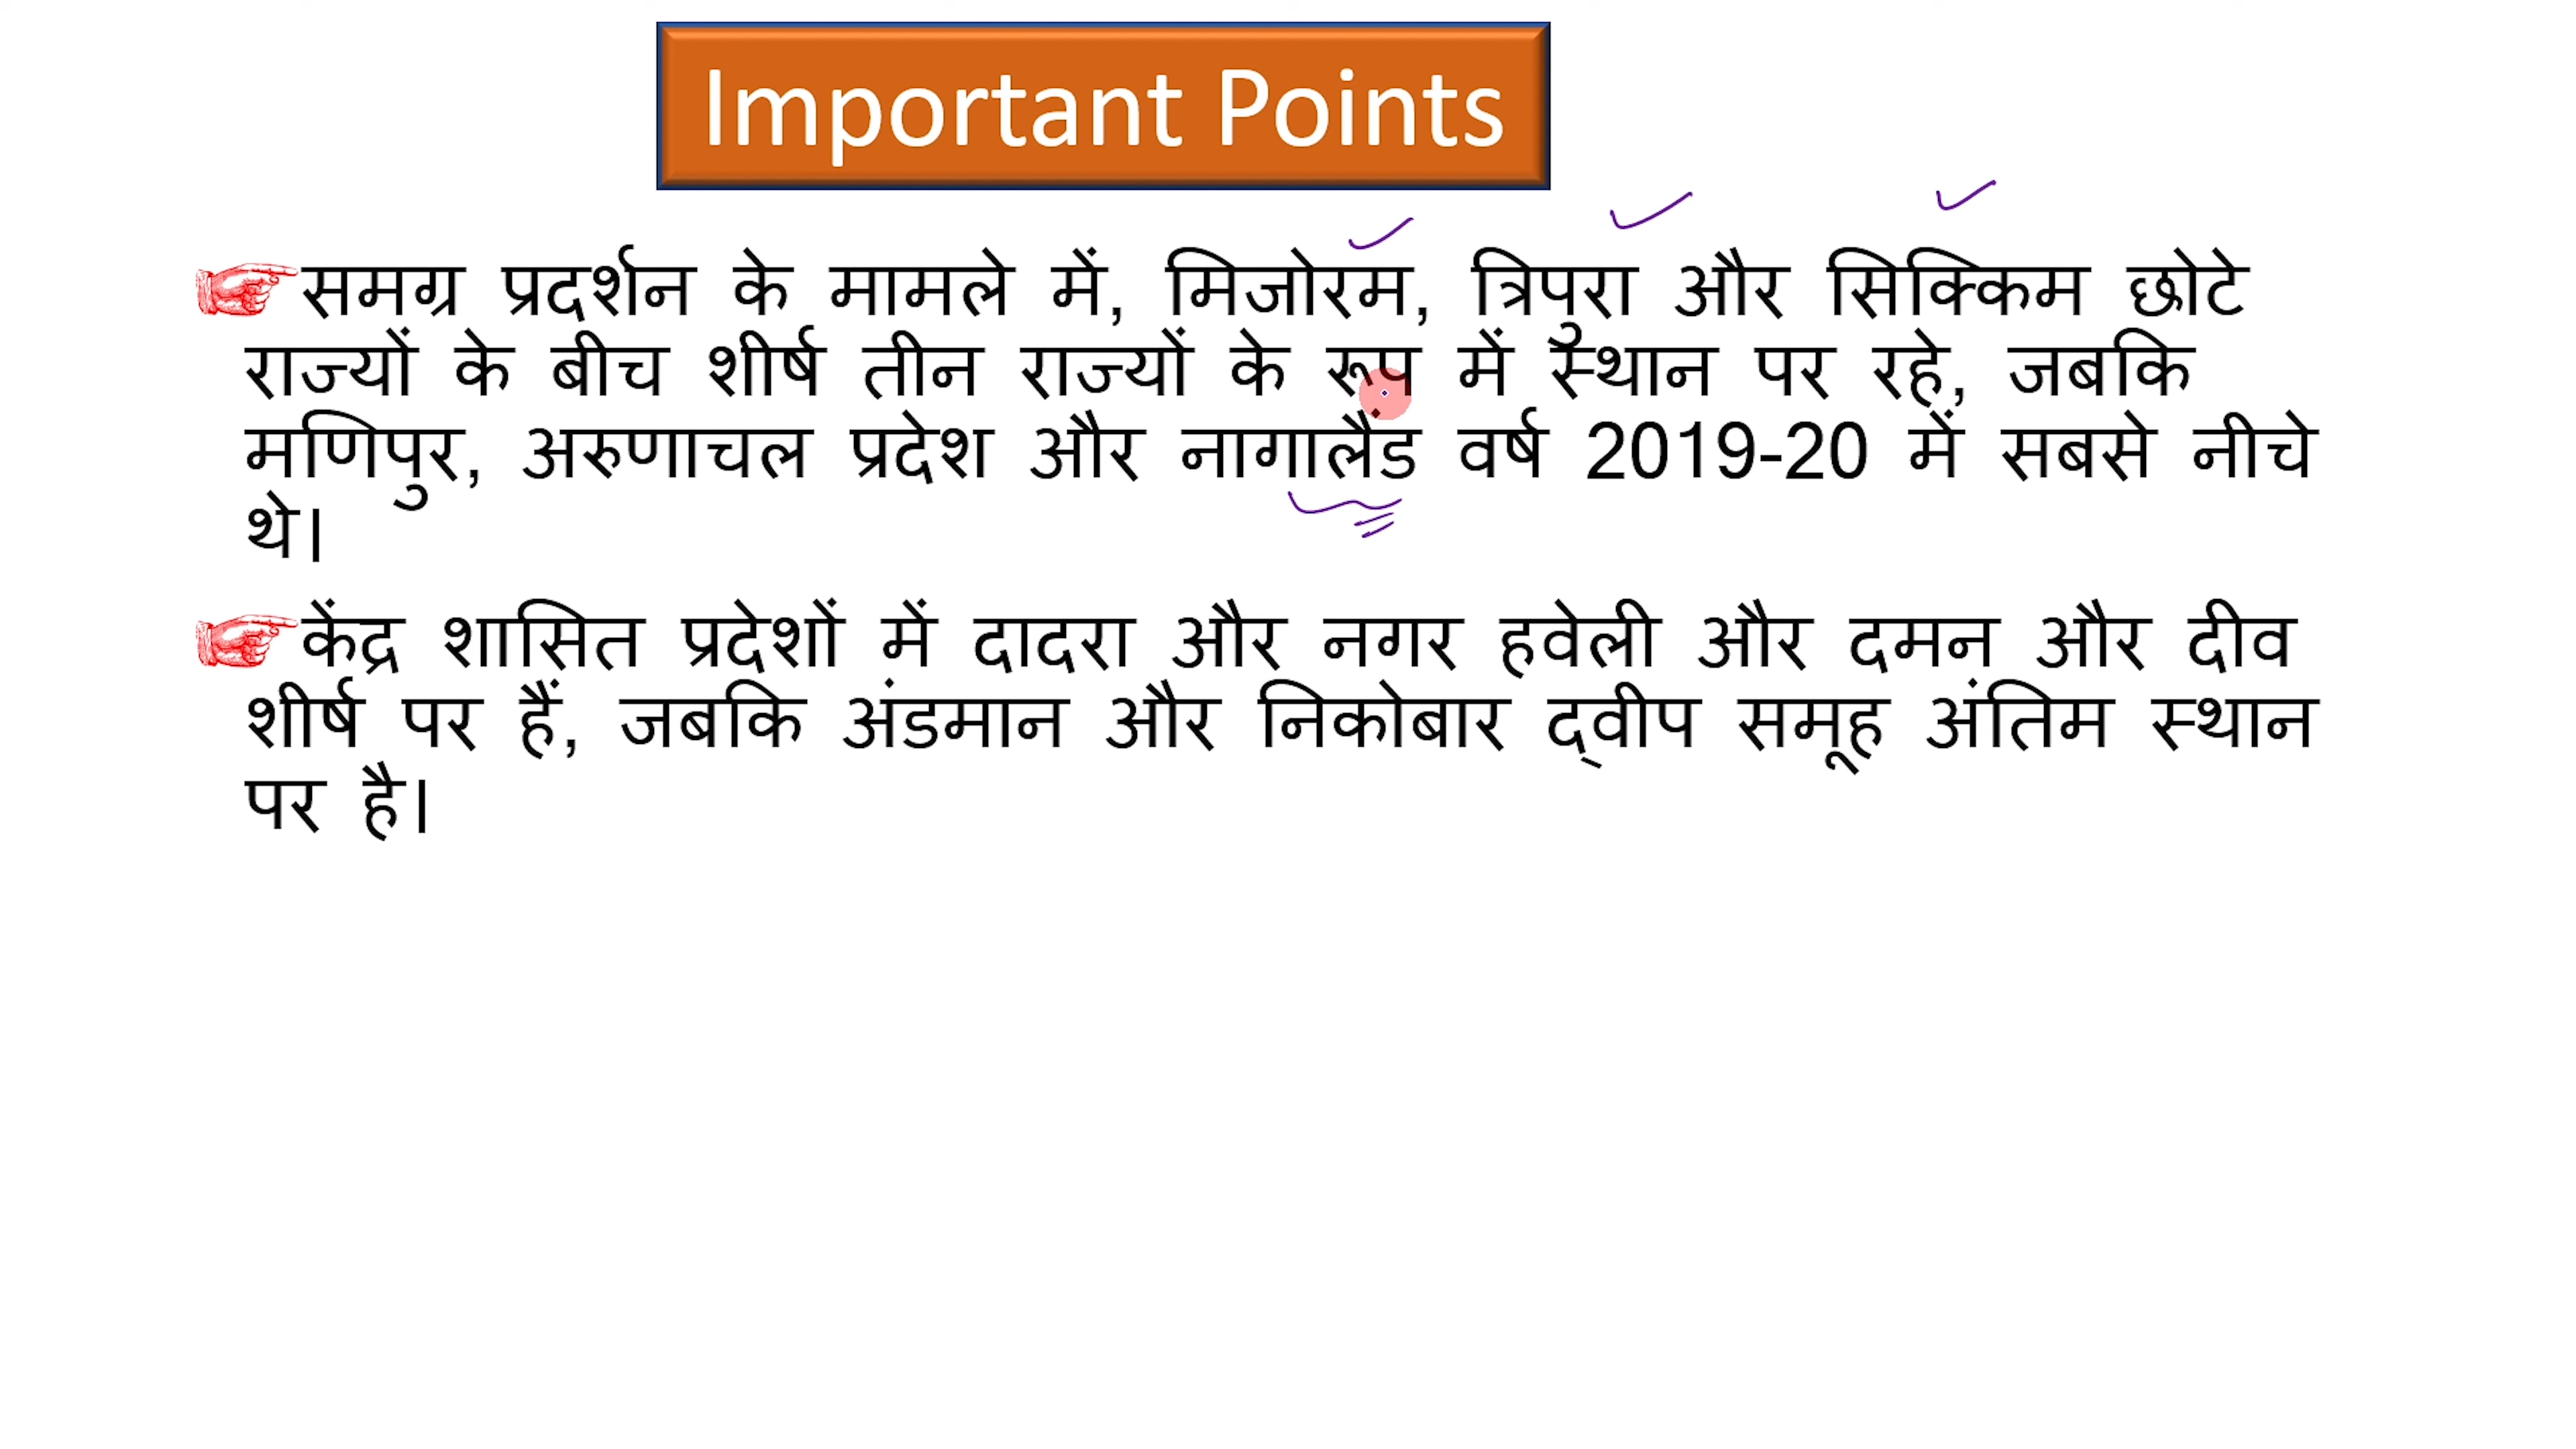 Important Points
समग्र प्रदर्शन के मामले में, मिजोरम, त्रिपुरा और सिक्किम छोटे
राज्यों के बीच शीर्ष तीन राज्यों के रूप में स्थान पर रहे, जबकि
मणिपुर, अरुणाचल प्रदेश और नागालैंड वर्ष 2019-20 में सबसे नीचे
थे।
केंद्र शासित प्रदेशों में दादरा और नगर हवेली और दमन और दीव
शीर्ष पर हैं, जबकि अंडमान और निकोबार द्वीप समूह अंतिम स्थान
पर है।